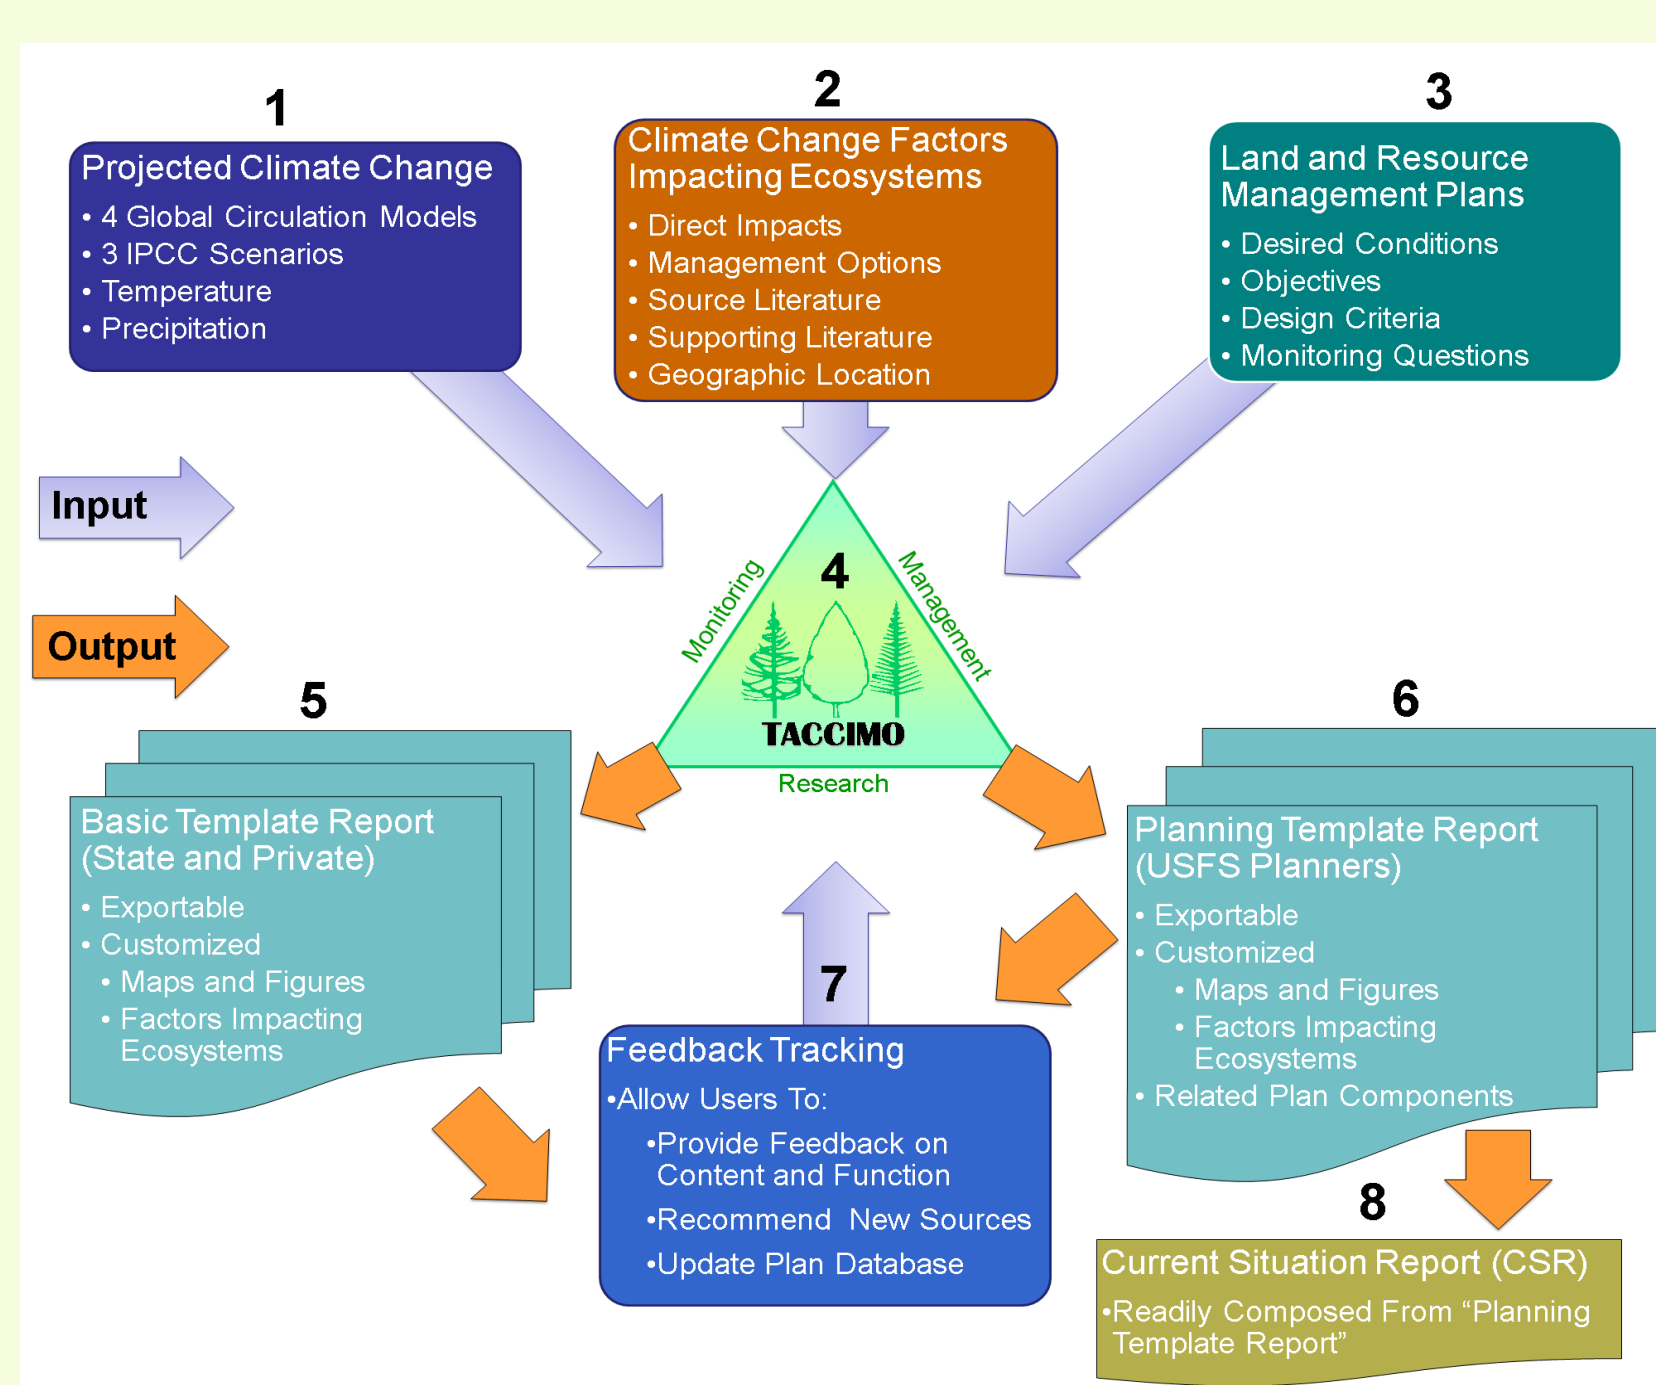 1
Projected Climate Change
• 4 Global Circulation Models
• 3 IPCC Scenarios
• Temperature
• Precipitation
2
Climate Change Factors
Impacting Ecosystems
• Direct Impacts
• Management Options
• Source Literature
• Supporting Literature
• Geographic Location
3
Land and Resource
Management Plans
• Desired Conditions
• Objectives
• Design Criteria
• Monitoring Questions
Input
Output
4
Monitoring
Management
TACCIMO
Research
5
Basic Template Report
(State and Private)
• Exportable
• Customized
• Maps and Figures
• Factors Impacting
Ecosystems
6
Planning Template Report
(USFS Planners)
• Exportable
• Customized
• Maps and Figures
• Factors Impacting
Ecosystems
• Related Plan Components
7
Feedback Tracking
•Allow Users To:
•Provide Feedback on
Content and Function
•Recommend New Sources
•Update Plan Database
8
Current Situation Report (CSR)
•Readily Composed From “Planning
Template Report”